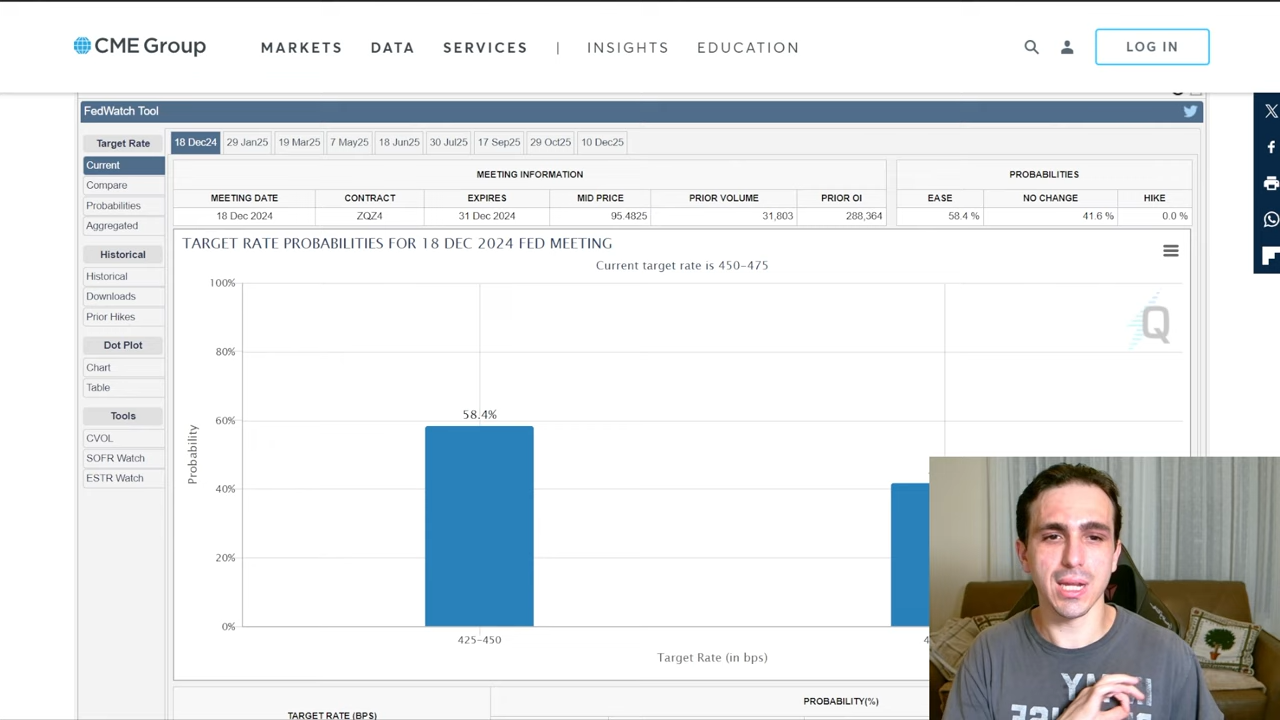 CME Group MARKETS DATA SERVICES | INSIGHTS EDUCATION LOG IN
FedWatch Tool
Target Rate
Current
Compare
Probabilities
Aggregated
Historical
Historical
Downloads
Prior Hikes
Dot Plot
Chart
Table
Tools
CVOL
SOFR Watch
ESTR Watch
18 Dec24 29 Jan25 19 Mar25 7 May25 18 Jun25 30 Jul25 17 Sep25 29 Oct25 10 Dec25
MEETING INFORMATION
MEETING DATE CONTRACT EXPIRES MID PRICE PRIOR VOLUME PRIOR OI
18 Dec 2024 ZQZ4 31 Dec 2024 95.4825 31,803 288,364
PROBABILITIES
EASE NO CHANGE HIKE
58.4 % 41.6 % 0.0 %
TARGET RATE PROBABILITIES FOR 18 DEC 2024 FED MEETING
Current target rate is 450–475
Q
Probability
100%
80%
60%
40%
20%
0%
58.4%
425–450
Target Rate (in bps)
TARGET RATE (BPS)
PROBABILITY(%)